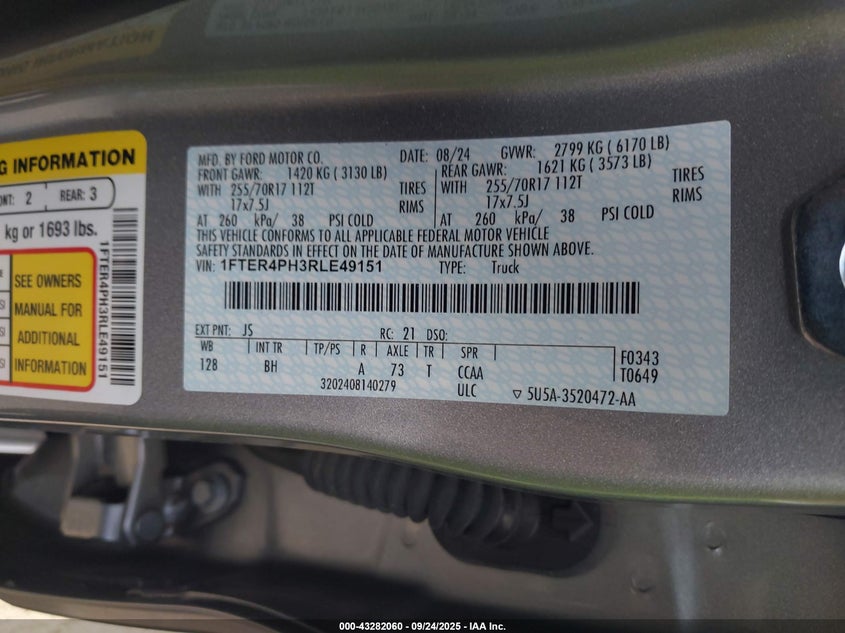 G INFORMATION
NT: 2 REAR: 3
kg or 1693 lbs.
SEE OWNERS
MANUAL FOR
ADDITIONAL
INFORMATION
1FTER4PH3RLE49151
MFD. BY FORD MOTOR CO. DATE: 08/24 GVWR: 2799 KG ( 6170 LB)
FRONT GAWR: 1420 KG ( 3130 LB) REAR GAWR: 1621 KG ( 3573 LB)
WITH 255/70R17 112T TIRES WITH 255/70R17 112T TIRES
17x7.5J RIMS 17x7.5J RIMS
AT 260 kPa/ 38 PSI COLD AT 260 kPa/ 38 PSI COLD
THIS VEHICLE CONFORMS TO ALL APPLICABLE FEDERAL MOTOR VEHICLE
SAFETY STANDARDS IN EFFECT ON THE DATE OF MANUFACTURE SHOWN ABOVE.
VIN: 1FTER4PH3RLE49151 TYPE: Truck
EXT PNT: JS RC: 21 DSO:
WB INT TR TP/PS R AXLE TR SPR F0343
128 BH A 73 T CCAA T0649
3202408140279 ULC 5U5A-3520472-AA
000-43282060 - 09/24/2025 - IAA Inc.